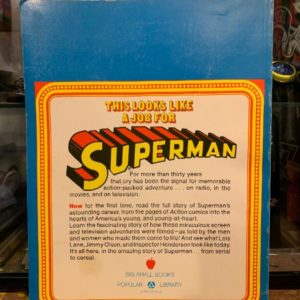 THIS LOOKS LIKE
A JOB FOR
SUPERMAN
For more than thirty years
that cry has been the signal for memorable
action-packed adventure . . . on radio, in the
movies, and on television.
Now for the first time, read the full story of Superman's
astounding career, from the pages of Action comics into the
hearts of America's young, and young-at-heart.
Learn the fascinating story of how these miraculous screen
and television adventures were filmed—as told by the men
and women who made them come to life! And see what Lois
Lane, Jimmy Olson, and Inspector Henderson look like today.
It's all here, in the amazing story of Superman . . . from serial
to cereal.
BIG APPLE BOOKS
POPULAR LIBRARY